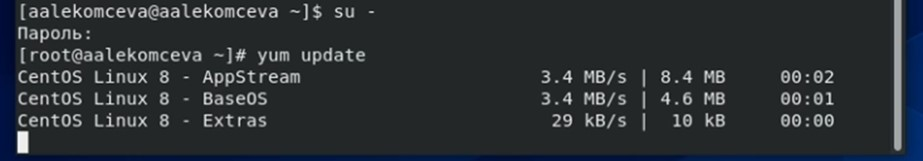 [aalekomceva@aalekomceva ~]$ su -
Пароль:
[root@aalekomceva ~]# yum update
CentOS Linux 8 - AppStream 3.4 MB/s | 8.4 MB 00:02
CentOS Linux 8 - BaseOS 3.4 MB/s | 4.6 MB 00:01
CentOS Linux 8 - Extras 29 kB/s | 10 kB 00:00